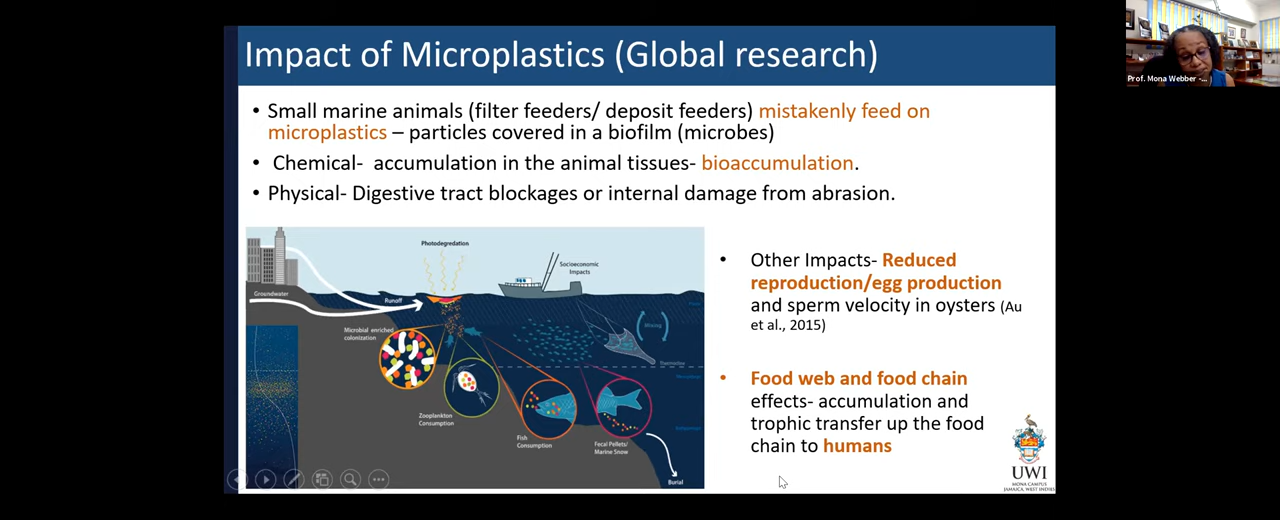 Impact of Microplastics (Global research)
• Small marine animals (filter feeders/ deposit feeders) mistakenly feed on
microplastics – particles covered in a biofilm (microbes)
• Chemical- accumulation in the animal tissues- bioaccumulation.
• Physical- Digestive tract blockages or internal damage from abrasion.
Photodegredation
Socioeconomic
Impacts
Groundwater
Runoff
Microbial enriched
colonization
Mixing
Thermocline
Zooplankton
Consumption
Fish
Consumption
Fecal Pellets/
Marine Snow
Burial
• Other Impacts- Reduced
reproduction/egg production
and sperm velocity in oysters (Au
et al., 2015)
• Food web and food chain
effects- accumulation and
trophic transfer up the food
chain to humans
UWI
MONA CAMPUS
JAMAICA, WEST INDIES
Prof. Mona Webber -...